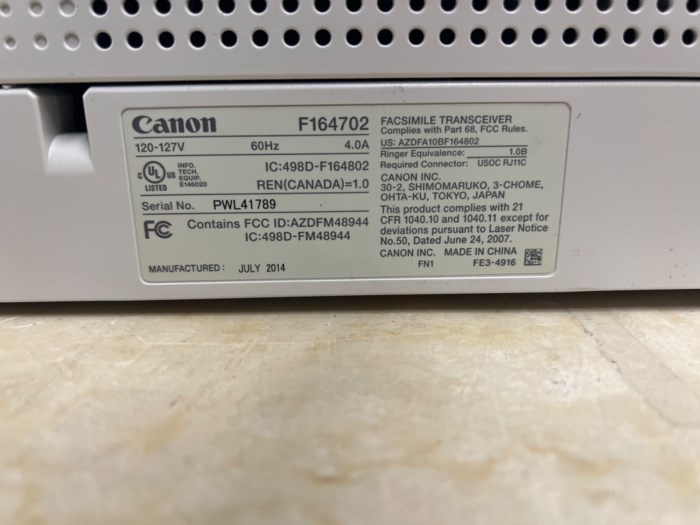 Canon F164702
120-127V 60Hz 4.0A
C UL US LISTED
INFO.
TECH.
EQUIP.
E146020
IC:498D-F164802
REN(CANADA)=1.0
Serial No. PWL41789
FC Contains FCC ID:AZDFM48944
IC:498D-FM48944
MANUFACTURED: JULY 2014
FACSIMILE TRANSCEIVER
Complies with Part 68, FCC Rules.
US: AZDFA10BF164802
Ringer Equivalence: 1.0B
Required Connector: USOC RJ11C
CANON INC.
30-2, SHIMOMARUKO, 3-CHOME,
OHTA-KU, TOKYO, JAPAN
This product complies with 21
CFR 1040.10 and 1040.11 except for
deviations pursuant to Laser Notice
No.50, Dated June 24, 2007.
CANON INC. MADE IN CHINA
FN1 FE3-4916